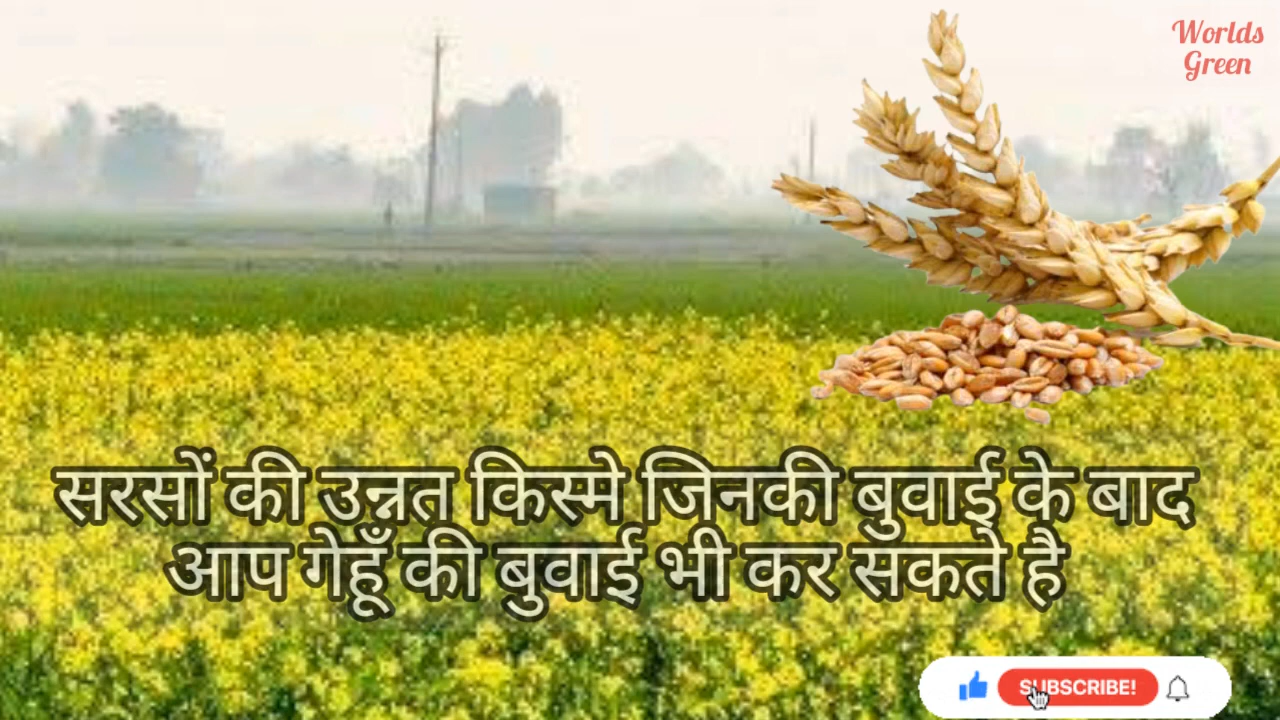 Worlds
Green
सरसों की उन्नत किस्मे जिनकी बुवाई के बाद
आप गेहूँ की बुवाई भी कर सकते है
SUBSCRIBE!